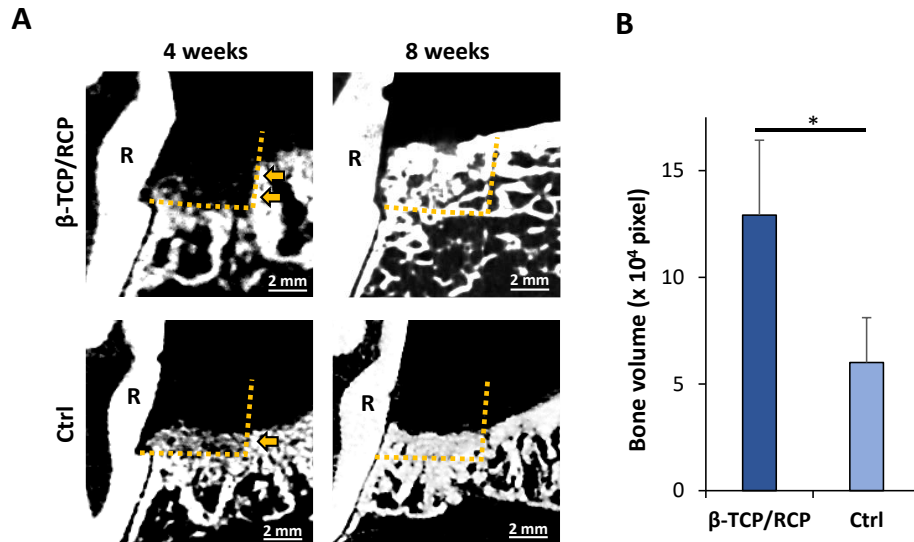 A
4 weeks
8 weeks
β-TCP/RCP
R
2 mm
R
2 mm
Ctrl
R
2 mm
R
2 mm
B
*
Bone volume (x 10⁴ pixel)
15
10
5
0
β-TCP/RCP
Ctrl